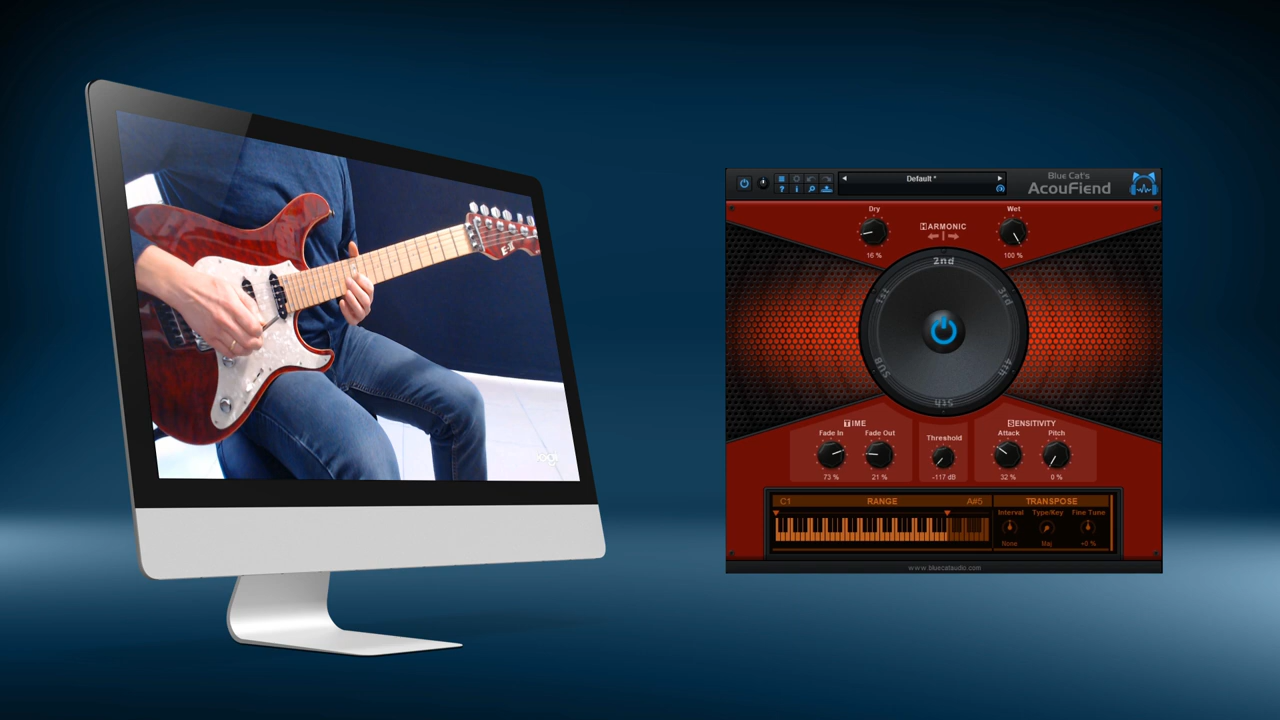 E-II
Default *
Blue Cat's
AcouFiend
Dry
Wet
HARMONIC
16 %
100 %
2nd
1st
3rd
SUB
4th
5th
TIME
SENSITIVITY
Fade In
Fade Out
Threshold
Attack
Pitch
73 %
21 %
-117 dB
32 %
0 %
C1
RANGE
A#5
TRANSPOSE
Interval
Type/Key
Fine Tune
None
Maj
+0 %
www.bluecataudio.com